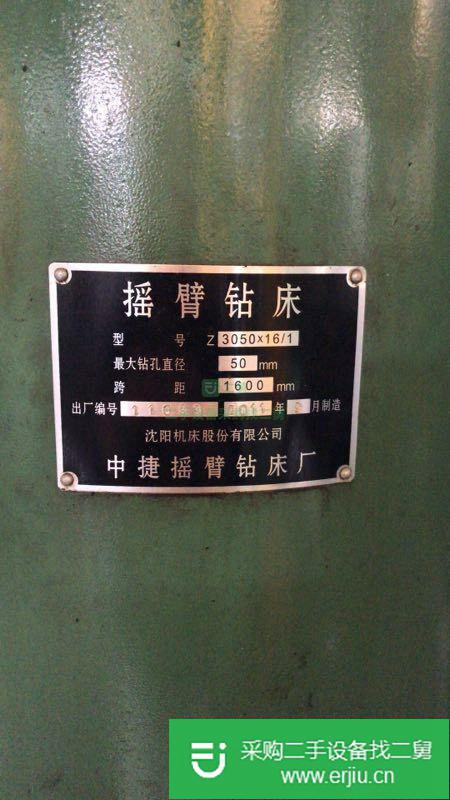 摇臂钻床
型 号 Z 3050×16/1
最大钻孔直径 50 mm
跨 距 1600 mm
出厂编号 年 月制造
沈阳机床股份有限公司
中捷摇臂钻床厂
采购二手设备找二舅
www.erjiu.cn